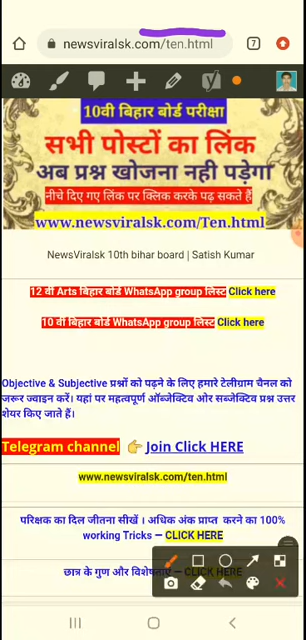 newsviralsk.com/ten.html
7
10वी बिहार बोर्ड परीक्षा
सभी पोस्टों का लिंक
अब प्रश्न खोजना नही पड़ेगा
नीचे दिए गए लिंक पर क्लिक करके पढ़ सकते हैं
www.newsviralsk.com/Ten.html
NewsViralsk 10th bihar board | Satish Kumar
12 वीं Arts बिहार बोर्ड WhatsApp group लिस्ट Click here
10 वीं बिहार बोर्ड WhatsApp group लिस्ट Click here
Objective & Subjective प्रश्नों को पढ़ने के लिए हमारे टेलीग्राम चैनल को
जरूर ज्वाइन करें। यहां पर महत्वपूर्ण ऑब्जेक्टिव ओर सब्जेक्टिव प्रश्न उत्तर
शेयर किए जाते हैं।
Telegram channel 👉 Join Click HERE
www.newsviralsk.com/ten.html
परिक्षक का दिल जीतना सीखें । अधिक अंक प्राप्त करने का 100%
working Tricks — CLICK HERE
छात्र के गुण और विशेषताएं — CLICK HERE